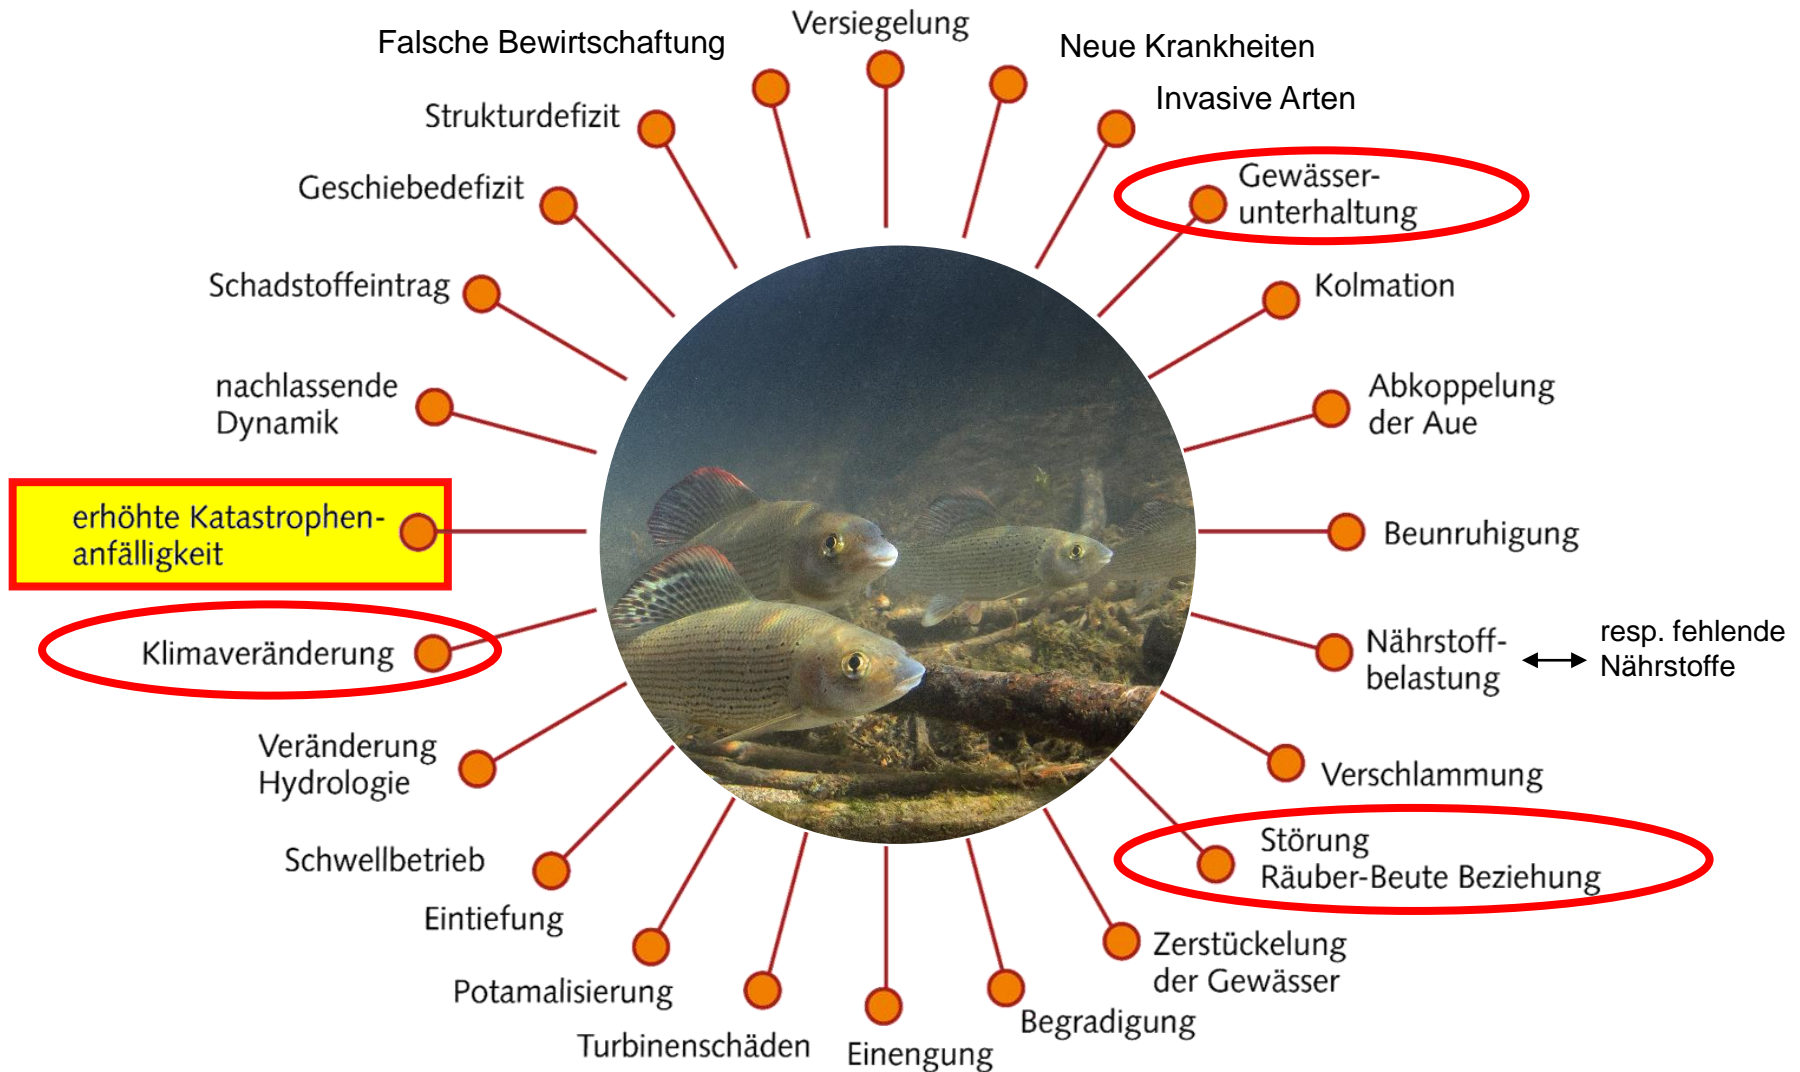 Versiegelung
Neue Krankheiten
Invasive Arten
Gewässer-
unterhaltung
Kolmation
Abkoppelung
der Aue
Beunruhigung
Nährstoff-
belastung
resp. fehlende
Nährstoffe
Verschlammung
Störung
Räuber-Beute Beziehung
Zerstückelung
der Gewässer
Begradigung
Einengung
Turbinenschäden
Potamalisierung
Eintiefung
Schwellbetrieb
Veränderung
Hydrologie
Klimaveränderung
erhöhte Katastrophen-
anfälligkeit
nachlassende
Dynamik
Schadstoffeintrag
Geschiebedefizit
Strukturdefizit
Falsche Bewirtschaftung